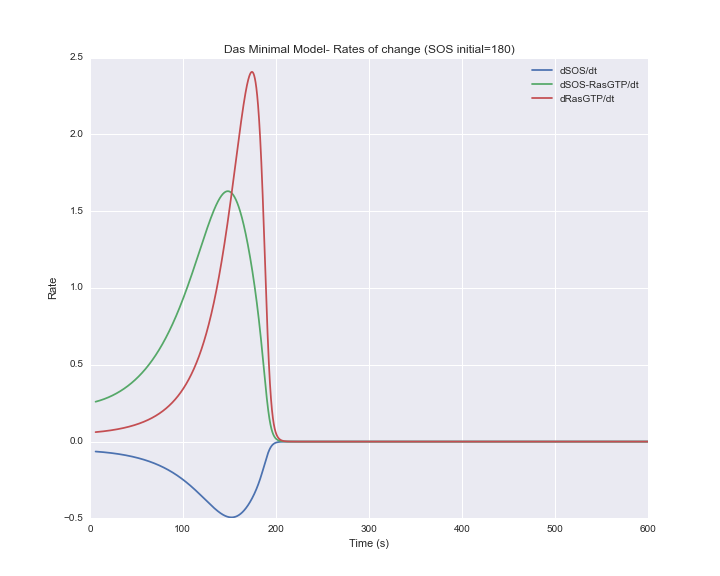 Das Minimal Model- Rates of change (SOS initial=180)
dSOS/dt
dSOS-RasGTP/dt
dRasGTP/dt
2.5
2.0
1.5
1.0
0.5
0.0
−0.5
Rate
0 100 200 300 400 500 600
Time (s)